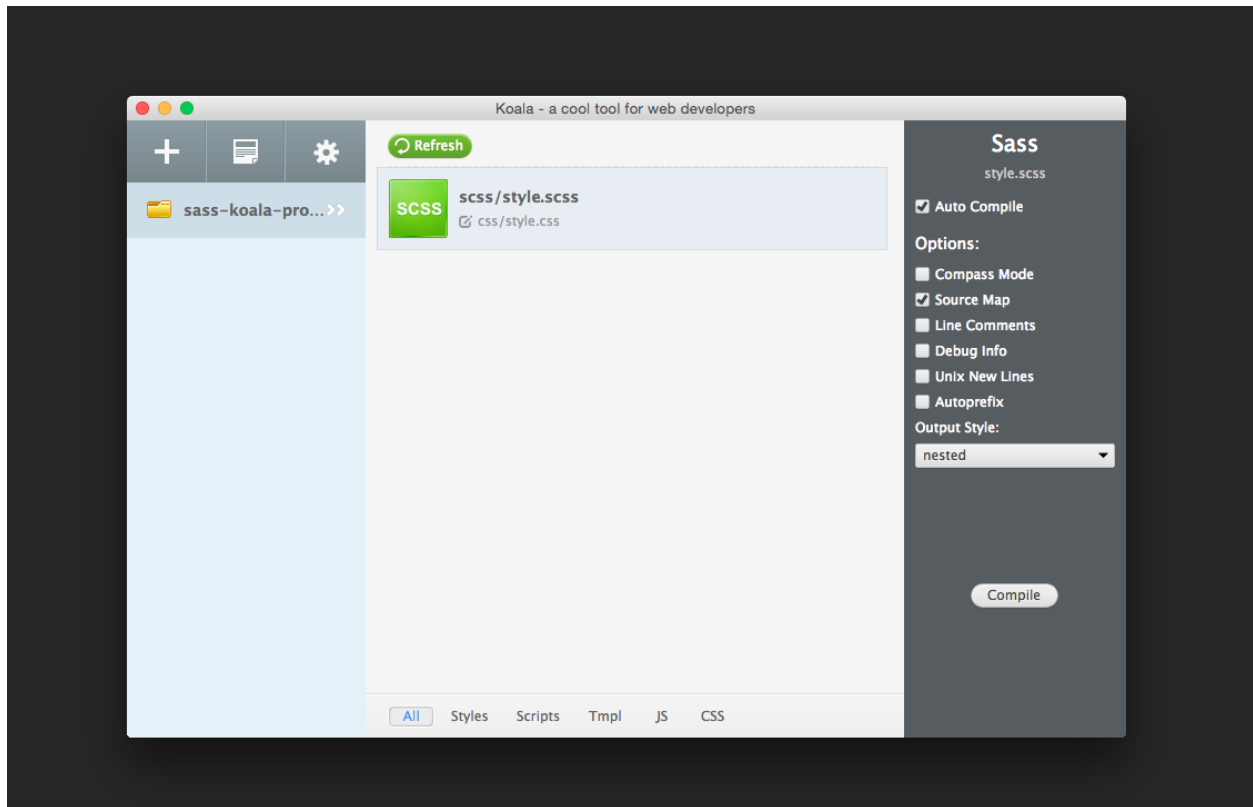 Koala - a cool tool for web developers
sass-koala-pro...
Refresh
SCSS
scss/style.scss
css/style.css
All Styles Scripts Tmpl JS CSS
Sass
style.scss
Auto Compile
Options:
Compass Mode
Source Map
Line Comments
Debug Info
Unix New Lines
Autoprefix
Output Style:
nested
Compile